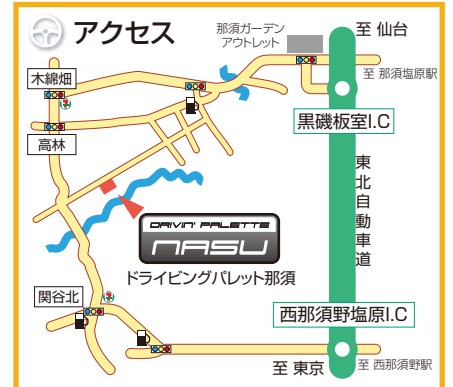 アクセス
那須ガーデン
アウトレット
至 仙台
至 那須塩原駅
木綿畑
黒磯板室I.C
高林
東北自動車道
DRIVIN' PALETTE
NASU
ドライビングパレット那須
関谷北
西那須野塩原I.C
至 東京
至 西那須野駅